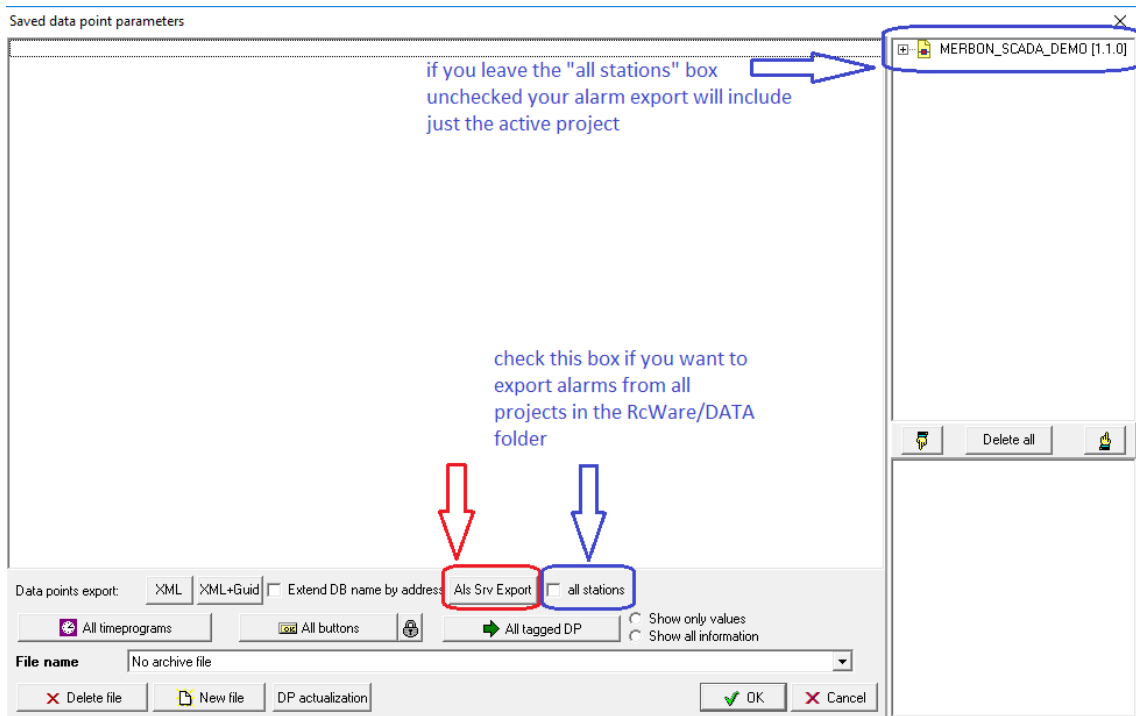 Saved data point parameters
MERBON_SCADA_DEMO [1.1.0]
if you leave the "all stations" box
unchecked your alarm export will include
just the active project
check this box if you want to
export alarms from all
projects in the RcWare/DATA
folder
Delete all
Data points export:
XML
XML+Guid
Extend DB name by address
Als Srv Export
all stations
All timeprograms
OK
All buttons
All tagged DP
Show only values
Show all information
File name
No archive file
Delete file
New file
DP actualization
OK
Cancel